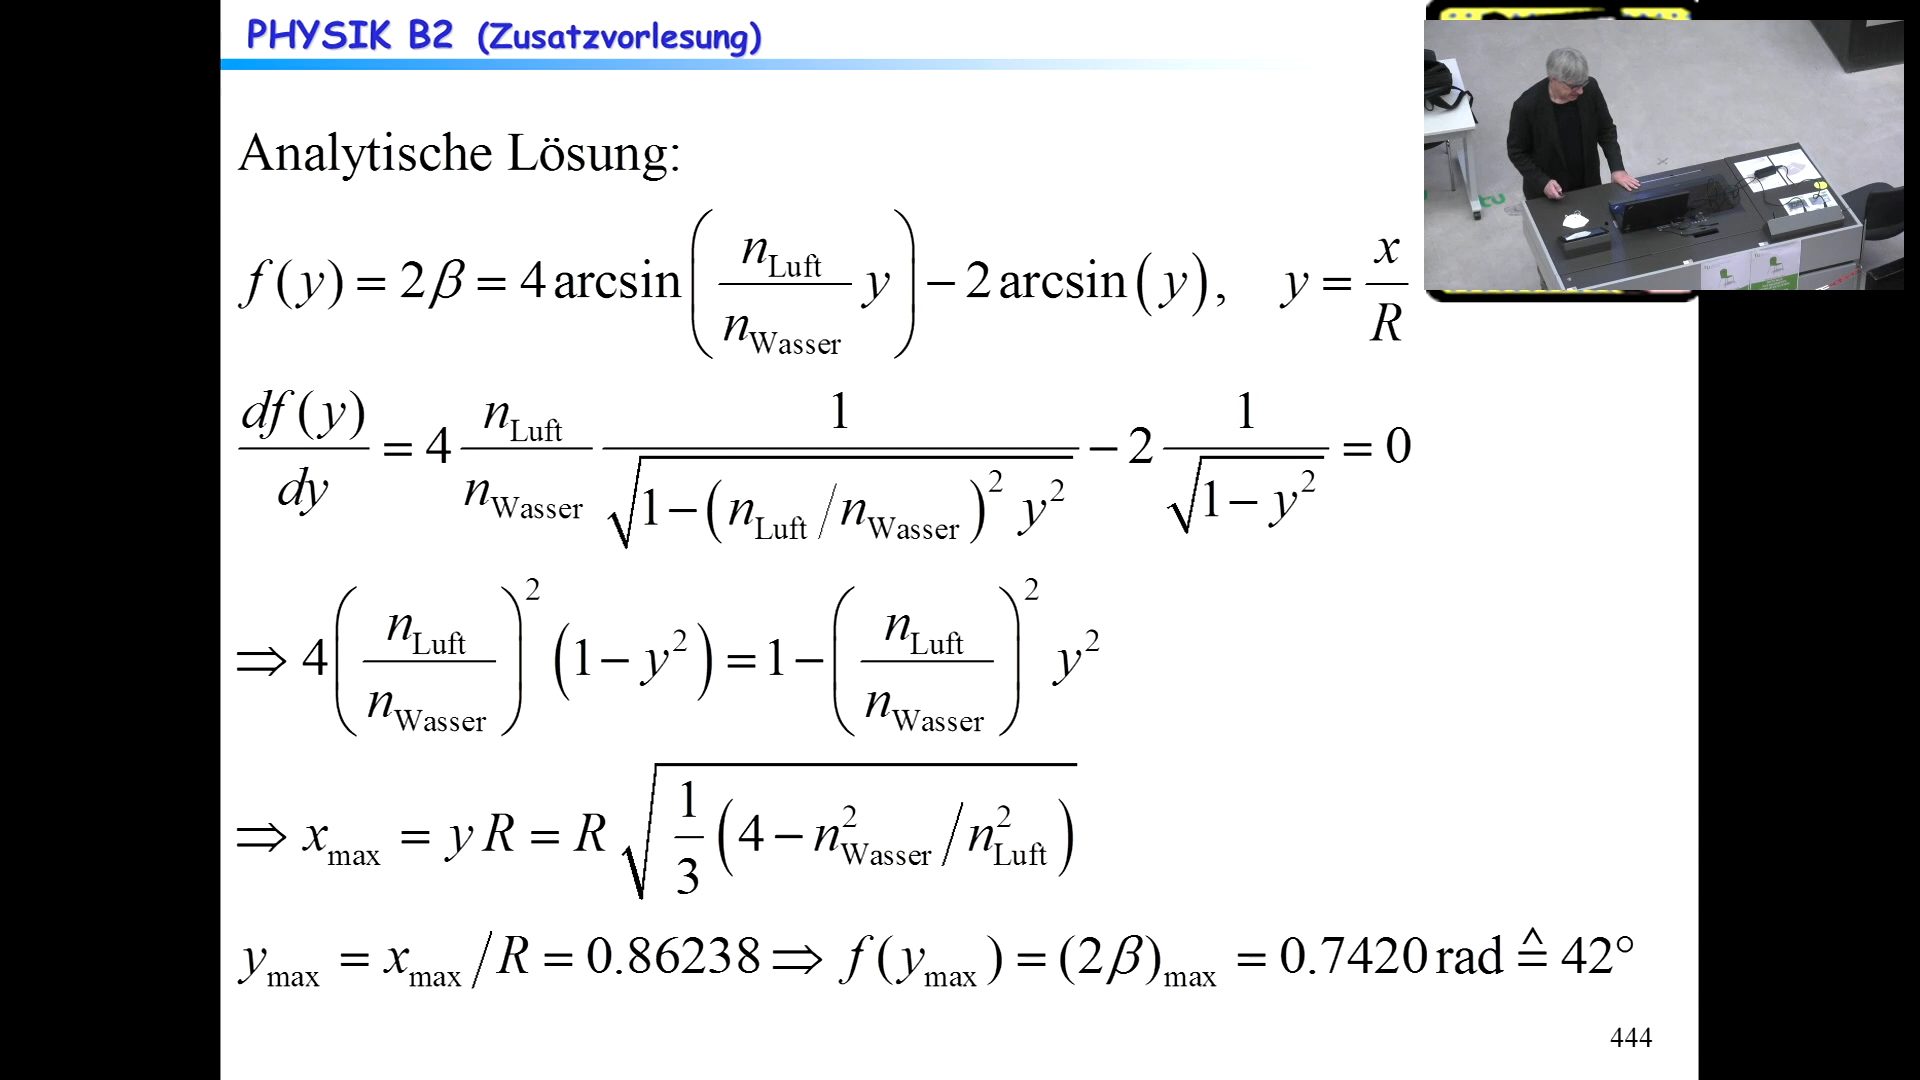 PHYSIK B2 (Zusatzvorlesung)
Analytische Lösung:
f(y) = 2β = 4 arcsin( n_Luft / n_Wasser y ) − 2 arcsin(y), y = x / R
df(y) / dy = 4 n_Luft / n_Wasser 1 / √(1 − (n_Luft/n_Wasser)² y²) − 2 1 / √(1 − y²) = 0
⇒ 4 ( n_Luft / n_Wasser )² (1 − y²) = 1 − ( n_Luft / n_Wasser )² y²
⇒ x_max = y R = R √( 1/3 (4 − n²_Wasser / n²_Luft) )
y_max = x_max / R = 0.86238 ⇒ f(y_max) = (2β)_max = 0.7420 rad ≙ 42°
444